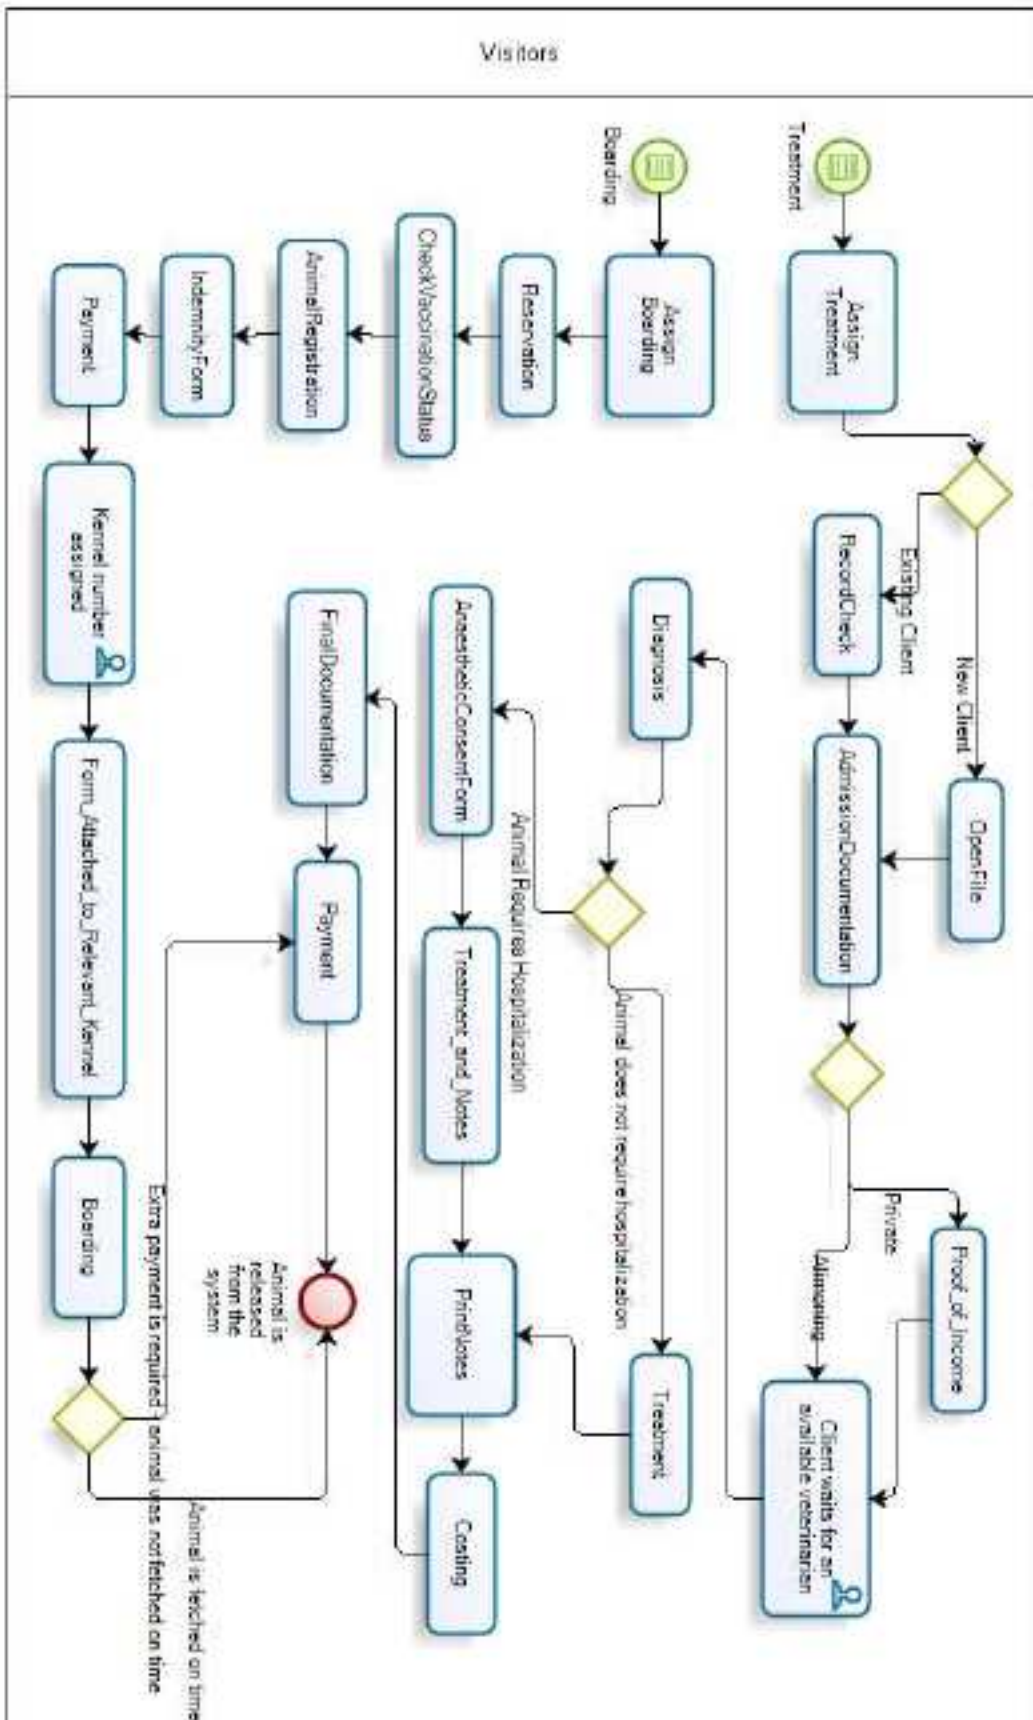 Visitors
Treatment
Assign
Treatment
Existing Client
New Client
RecordCheck
OpenFile
AdmissionDocumentation
Private
Proof_of_Income
Client waits for an
available veterinarian
Boarding
Assign
Boarding
Reservation
CheckVaccinationStatus
AnimalRegistration
IndemnityForm
Payment
Diagnosis
Animal Requires Hospitalization
Animal does not require hospitalization
Treatment
AnaestheticConsentForm
Treatment_and_Notes
PrintNotes
Costing
FinalDocumentation
Payment
Animal is
released
from the
system
Kennel number
assigned
Form_Attached_to_Relevant_Kennel
Boarding
Extra payment is required - animal was not fetched on time
Animal is fetched on time